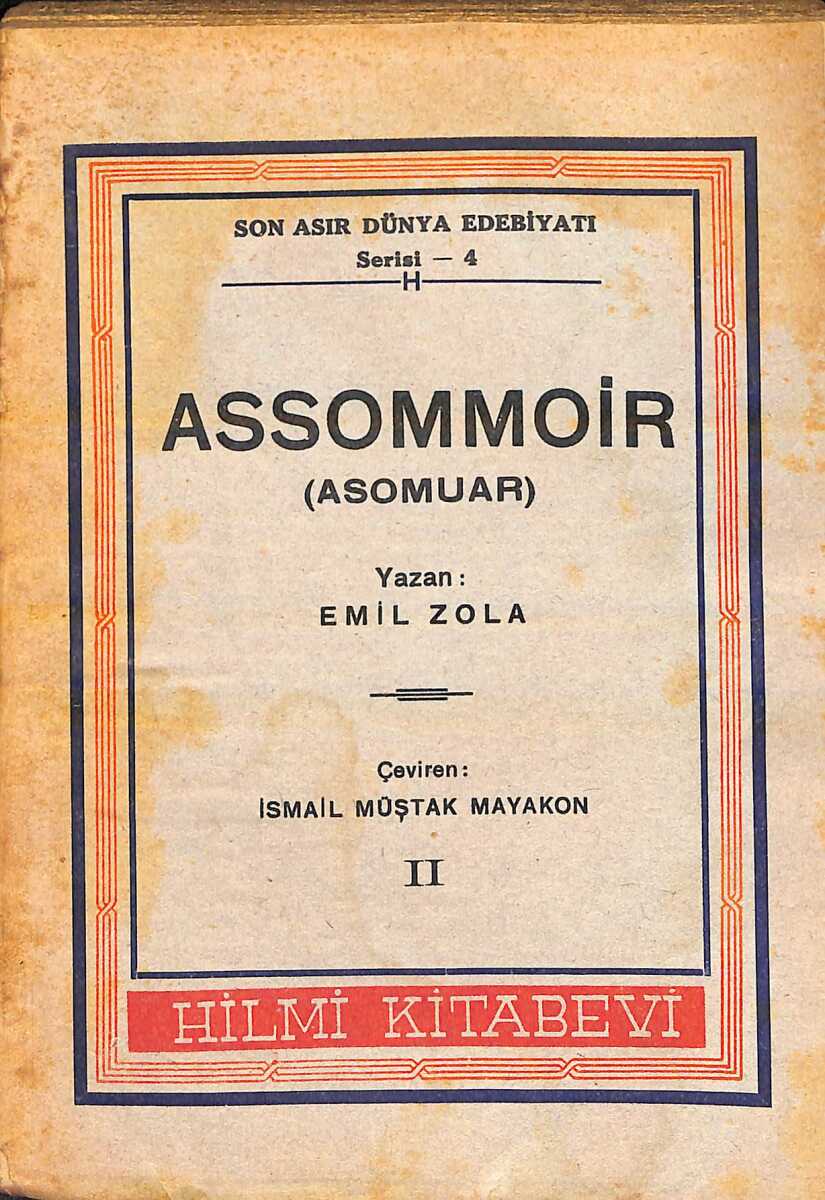 SON ASIR DÜNYA EDEBİYATI
Serisi — 4
H
ASSOMMOİR
(ASOMUAR)
Yazan :
EMİL ZOLA
Çeviren :
İSMAİL MÜŞTAK MAYAKON
II
HİLMİ KİTABEVİ